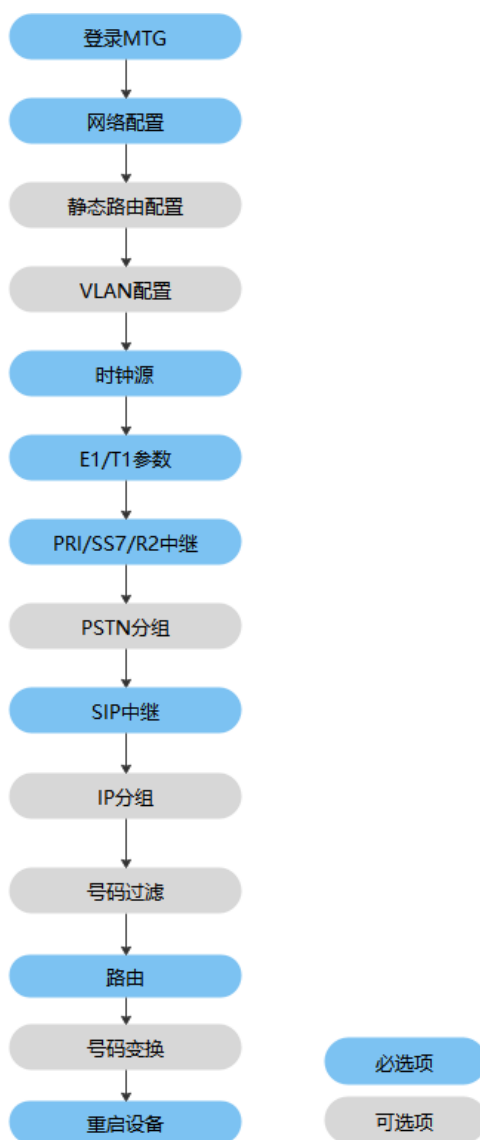 登录MTG
网络配置
静态路由配置
VLAN配置
时钟源
E1/T1参数
PRI/SS7/R2中继
PSTN分组
SIP中继
IP分组
号码过滤
路由
号码变换
重启设备
必选项
可选项